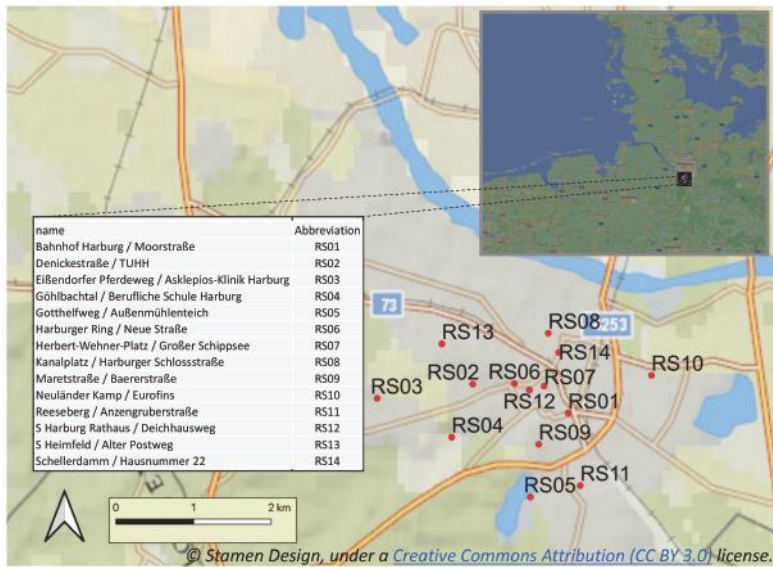 name Abbreviation
Bahnhof Harburg / Moorstraße RS01
Denickestraße / TUHH RS02
Eißendorfer Pferdeweg / Asklepios-Klinik Harburg RS03
Göhlbachtal / Berufliche Schule Harburg RS04
Gotthelfweg / Außenmühlenteich RS05
Harburger Ring / Neue Straße RS06
Herbert-Wehner-Platz / Großer Schippsee RS07
Kanalplatz / Harburger Schlossstraße RS08
Maretstraße / Baererstraße RS09
Neuländer Kamp / Eurofins RS10
Reeseberg / Anzengruberstraße RS11
S Harburg Rathaus / Deichhausweg RS12
S Heimfeld / Alter Postweg RS13
Schellerdamm / Hausnummer 22 RS14
73
RS08
253
RS13
RS14
RS10
RS02
RS06
RS07
RS03
RS12
RS01
RS04
RS09
RS11
RS05
E
0 1 2 km
© Stamen Design, under a Creative Commons Attribution (CC BY 3.0) license.